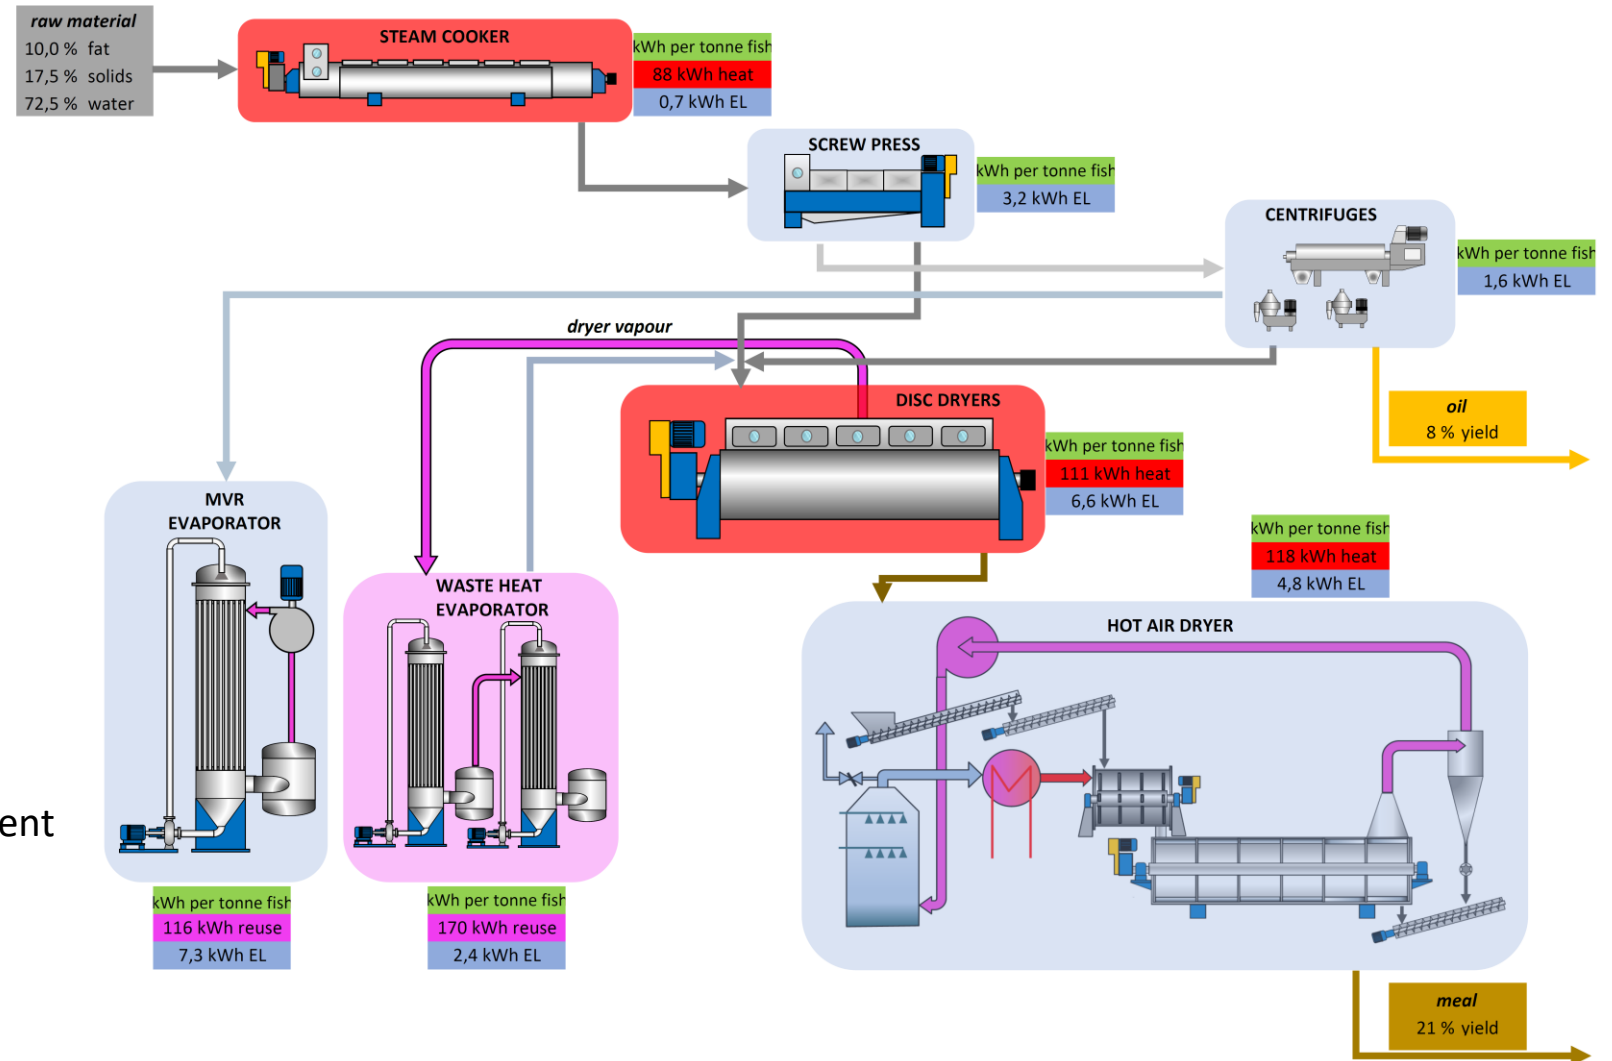 raw material
10,0 % fat
17,5 % solids
72,5 % water
STEAM COOKER
kWh per tonne fish
88 kWh heat
0,7 kWh EL
SCREW PRESS
kWh per tonne fish
3,2 kWh EL
CENTRIFUGES
kWh per tonne fish
1,6 kWh EL
dryer vapour
DISC DRYERS
kWh per tonne fish
111 kWh heat
6,6 kWh EL
oil
8 % yield
MVR
EVAPORATOR
WASTE HEAT
EVAPORATOR
kWh per tonne fish
118 kWh heat
4,8 kWh EL
HOT AIR DRYER
ent
kWh per tonne fish
116 kWh reuse
7,3 kWh EL
kWh per tonne fish
170 kWh reuse
2,4 kWh EL
meal
21 % yield